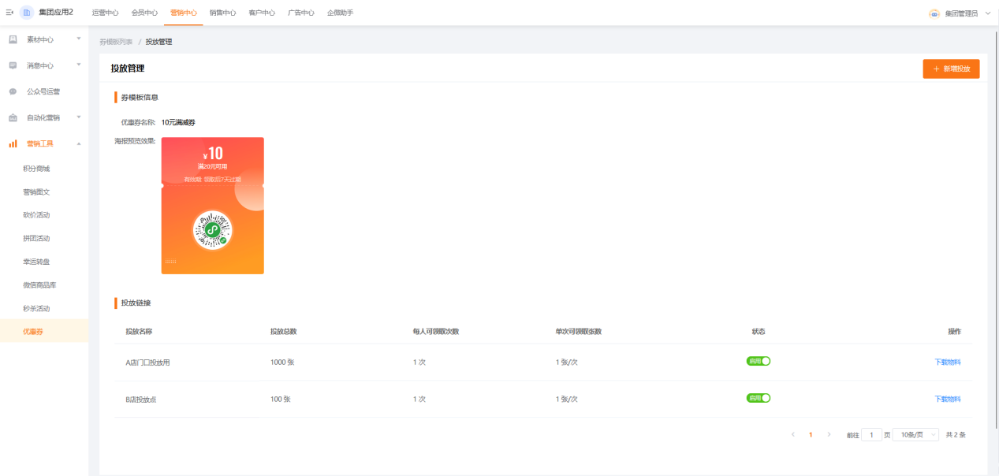 集团应用2 运营中心 会员中心 营销中心 销售中心 客户中心 广告中心 企微助手 集团管理员
素材中心
消息中心
公众号运营
自动化营销
营销工具
积分商城
营销图文
砍价活动
拼团活动
幸运转盘
微信商品库
秒杀活动
优惠券
券模板列表 / 投放管理
投放管理 + 新增投放
券模板信息
优惠券名称: 10元满减券
海报预览效果:
¥10
满20元可用
有效期 领取后7天过期
投放链接
投放名称 投放总数 每人可领取次数 单次可领取张数 状态 操作
A店门口投放用 1000 张 1 次 1 张/次 启用 下载物料
B店投放点 100 张 1 次 1 张/次 启用 下载物料
1 前往 1 页 10条/页 共 2 条